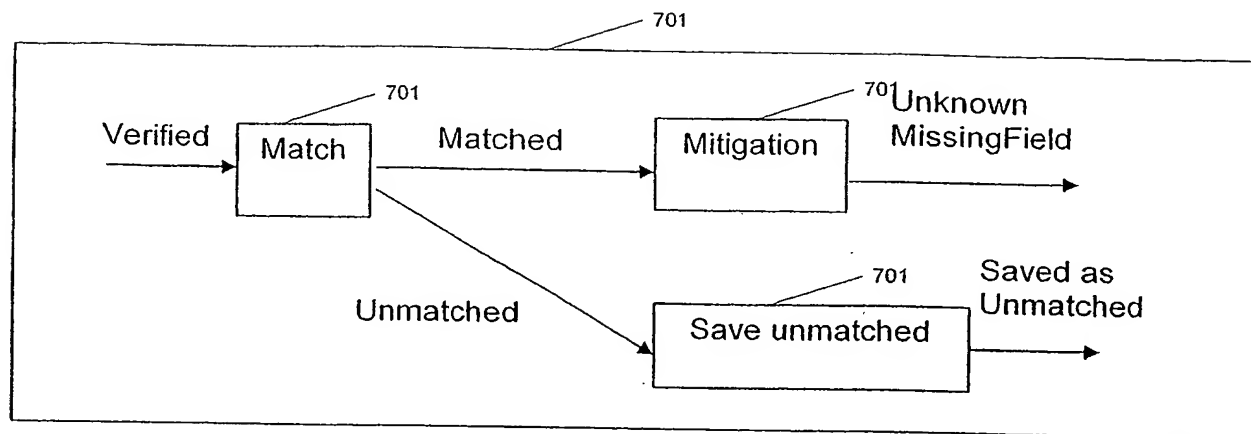 701
701
Verified
Match
Matched
701
Mitigation
Unknown
MissingField
Unmatched
701
Save unmatched
Saved as
Unmatched